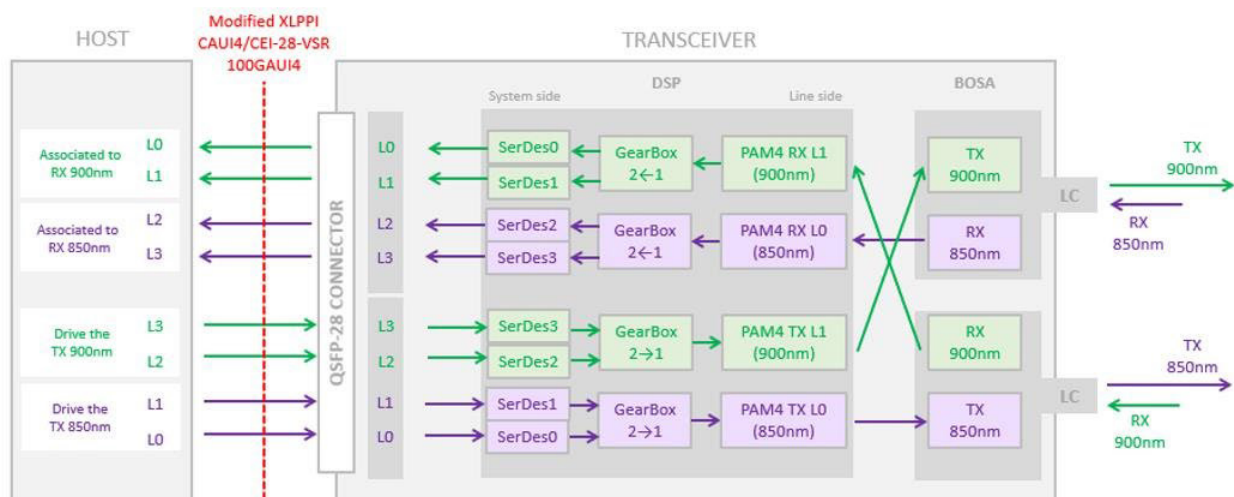 HOST
Modified XLPPI
CAUI4/CEI-28-VSR
100GAUI4
TRANSCEIVER
System side
DSP
Line side
BOSA
Associated to
RX 900nm
L0
L1
Associated to
RX 850nm
L2
L3
Drive the
TX 900nm
L3
L2
Drive the
TX 850nm
L1
L0
QSFP-28 CONNECTOR
L0
L1
L2
L3
L3
L2
L1
L0
SerDes0
SerDes1
GearBox
2←1
PAM4 RX L1
(900nm)
SerDes2
SerDes3
GearBox
2←1
PAM4 RX L0
(850nm)
SerDes3
SerDes2
GearBox
2→1
PAM4 TX L1
(900nm)
SerDes1
SerDes0
GearBox
2→1
PAM4 TX L0
(850nm)
TX
900nm
RX
850nm
RX
900nm
TX
850nm
LC
LC
TX
900nm
RX
850nm
TX
850nm
RX
900nm